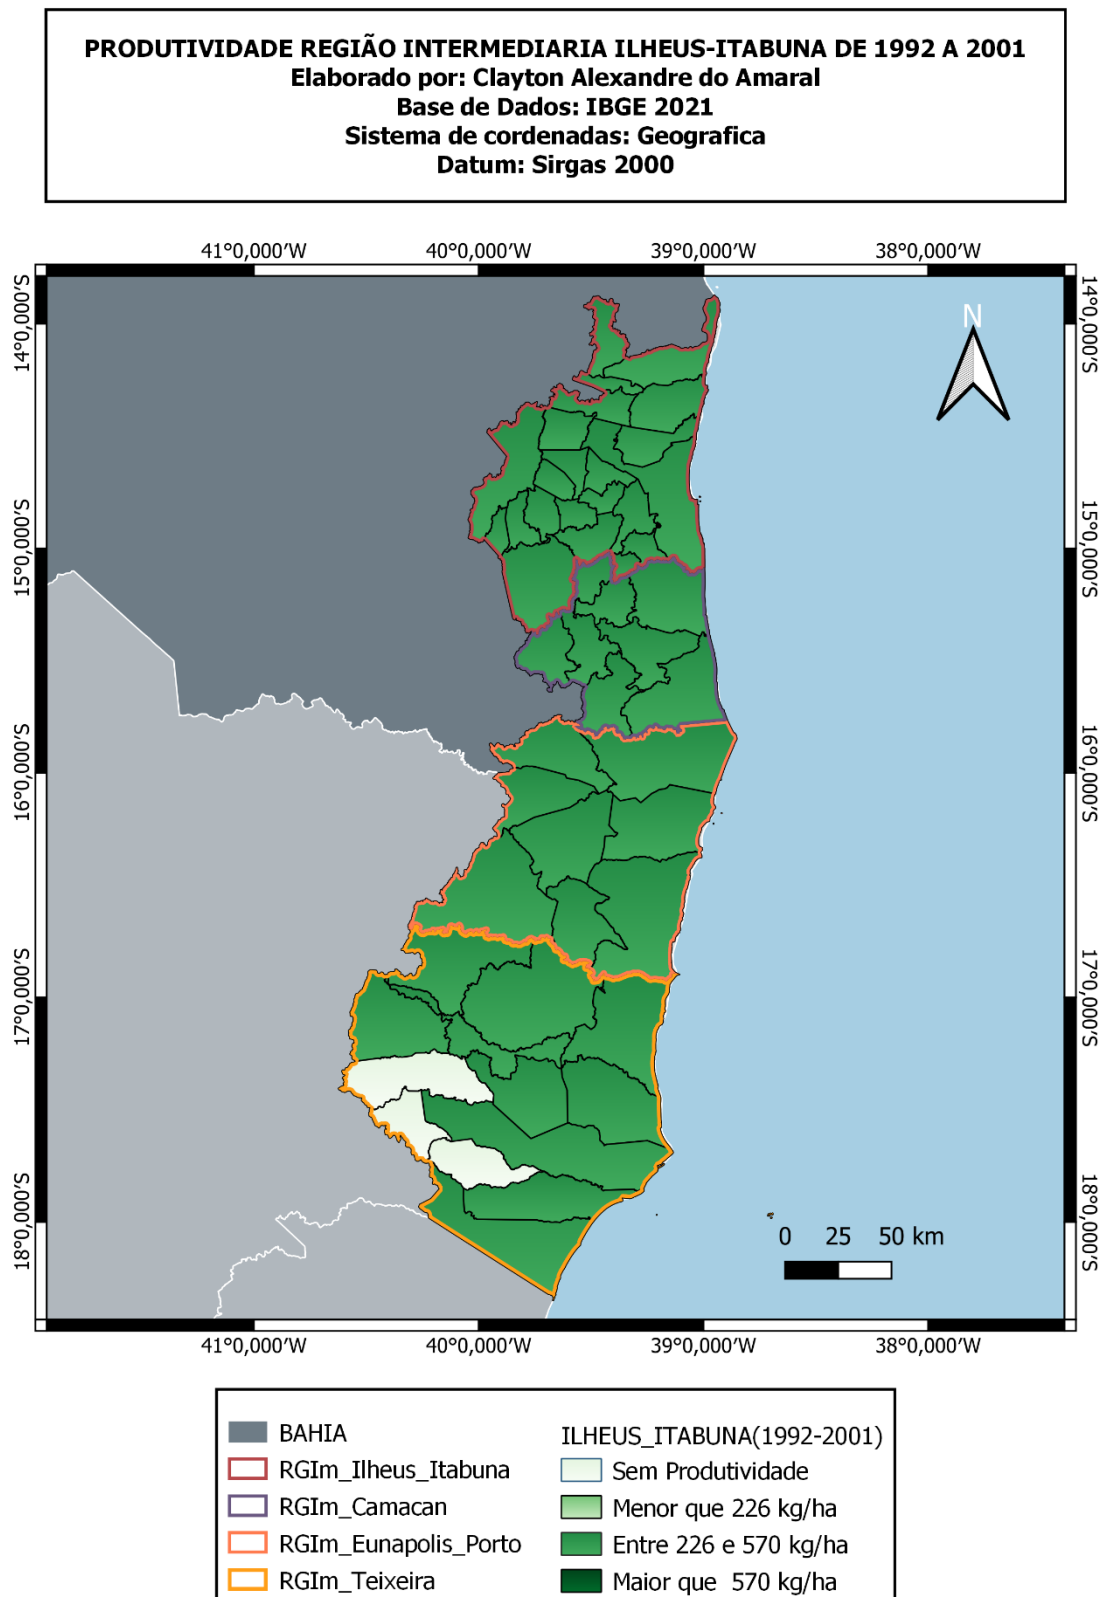 PRODUTIVIDADE REGIÃO INTERMEDIARIA ILHEUS-ITABUNA DE 1992 A 2001
Elaborado por: Clayton Alexandre do Amaral
Base de Dados: IBGE 2021
Sistema de cordenadas: Geografica
Datum: Sirgas 2000
41°0,000'W 40°0,000'W 39°0,000'W 38°0,000'W
14°0,000'S
14°0,000'S
N
15°0,000'S
15°0,000'S
16°0,000'S
16°0,000'S
17°0,000'S
17°0,000'S
18°0,000'S
18°0,000'S
0 25 50 km
41°0,000'W 40°0,000'W 39°0,000'W 38°0,000'W
BAHIA
RGIm_Ilheus_Itabuna
RGIm_Camacan
RGIm_Eunapolis_Porto
RGIm_Teixeira
ILHEUS_ITABUNA(1992-2001)
Sem Produtividade
Menor que 226 kg/ha
Entre 226 e 570 kg/ha
Maior que 570 kg/ha